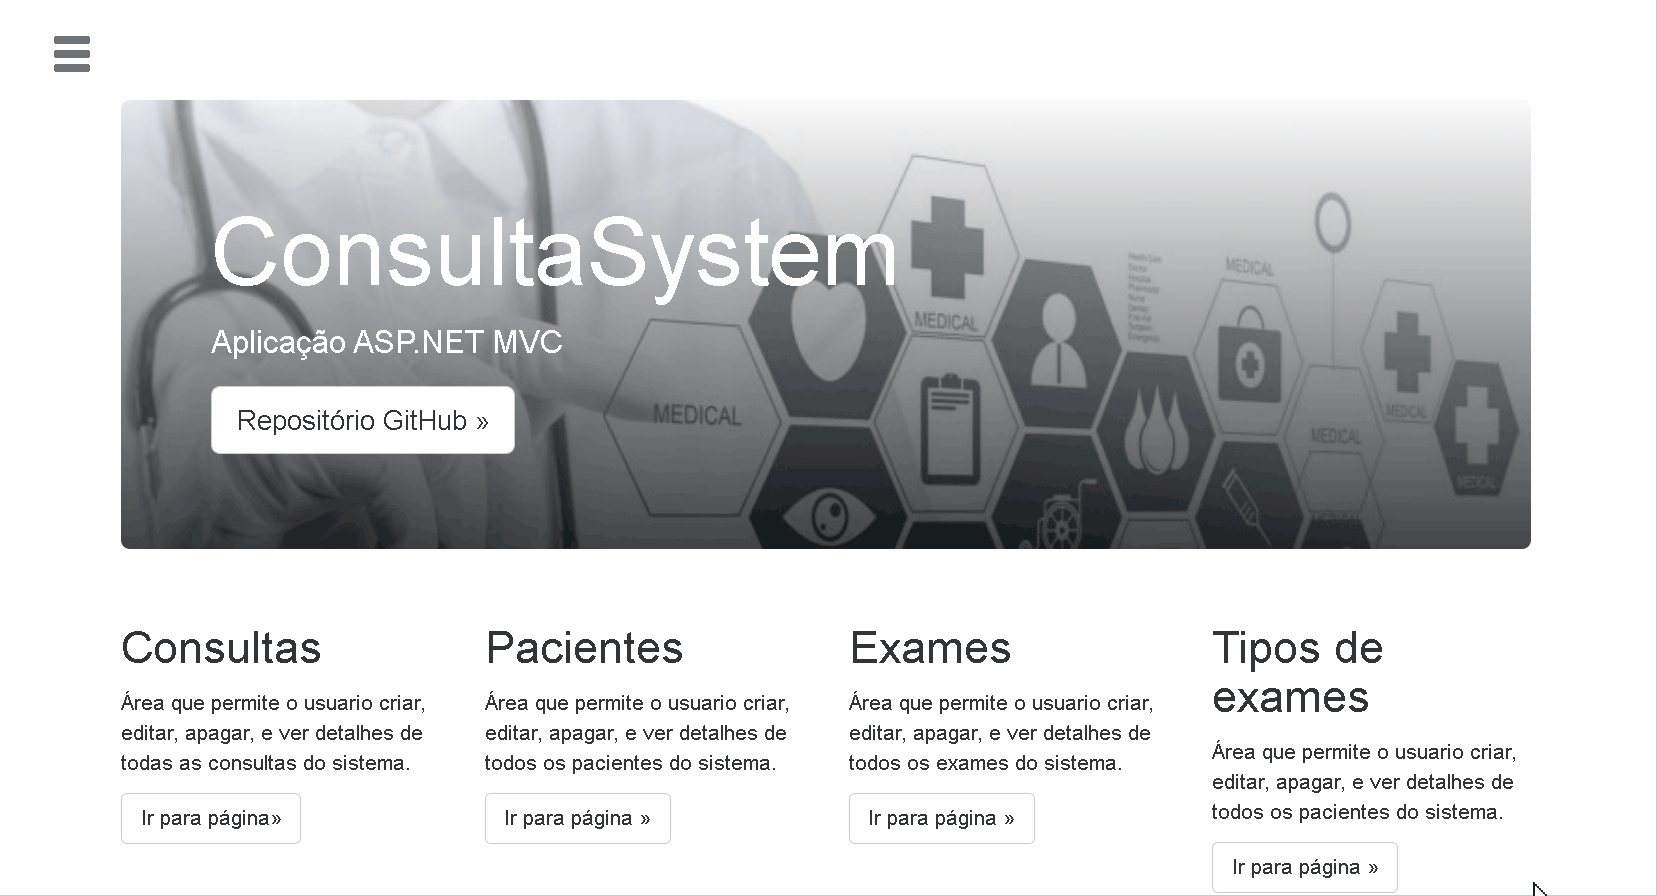 ConsultaSystem
Aplicação ASP.NET MVC
Repositório GitHub »
MEDICAL
MEDICAL
MEDICAL
MEDICAL
MEDICAL
MEDICAL
Consultas
Área que permite o usuario criar,
editar, apagar, e ver detalhes de
todas as consultas do sistema.
Ir para página»
Pacientes
Área que permite o usuario criar,
editar, apagar, e ver detalhes de
todos os pacientes do sistema.
Ir para página »
Exames
Área que permite o usuario criar,
editar, apagar, e ver detalhes de
todos os exames do sistema.
Ir para página »
Tipos de
exames
Área que permite o usuario criar,
editar, apagar, e ver detalhes de
todos os pacientes do sistema.
Ir para página »